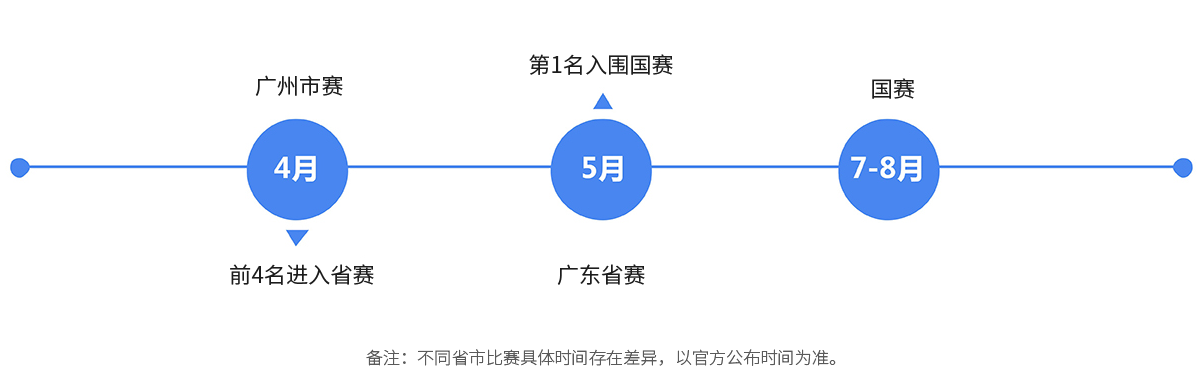 第1名入围国赛
广州市赛
国赛
4月
5月
7-8月
前4名进入省赛
广东省赛
备注：不同省市比赛具体时间存在差异，以官方公布时间为准。